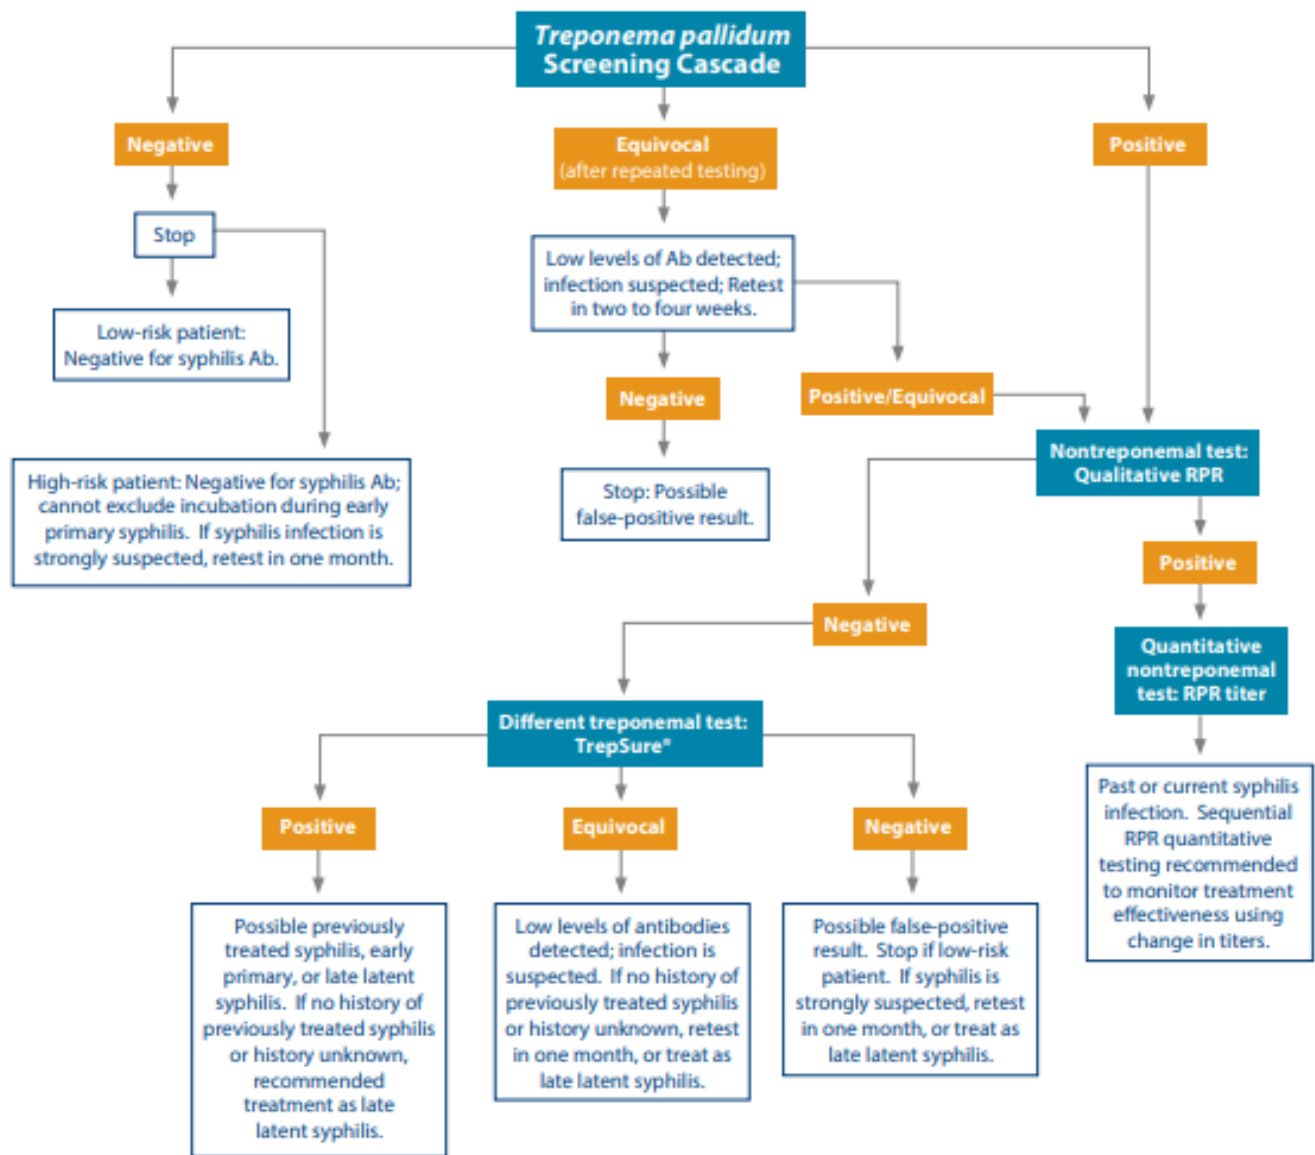 Treponema pallidum
Screening Cascade
Negative
Equivocal
(after repeated testing)
Positive
Stop
Low levels of Ab detected;
infection suspected; Retest
in two to four weeks.
Low-risk patient:
Negative for syphilis Ab.
Negative
Positive/Equivocal
High-risk patient: Negative for syphilis Ab;
cannot exclude incubation during early
primary syphilis. If syphilis infection is
strongly suspected, retest in one month.
Stop: Possible
false-positive result.
Nontreponemal test:
Qualitative RPR
Positive
Negative
Quantitative
nontreponemal
test: RPR titer
Different treponemal test:
TrepSure®
Past or current syphilis
infection. Sequential
RPR quantitative
testing recommended
to monitor treatment
effectiveness using
change in titers.
Positive
Equivocal
Negative
Possible previously
treated syphilis, early
primary, or late latent
syphilis. If no history of
previously treated syphilis
or history unknown,
recommended
treatment as late
latent syphilis.
Low levels of antibodies
detected; infection is
suspected. If no history of
previously treated syphilis
or history unknown, retest
in one month, or treat as
late latent syphilis.
Possible false-positive
result. Stop if low-risk
patient. If syphilis is
strongly suspected, retest
in one month, or treat as
late latent syphilis.